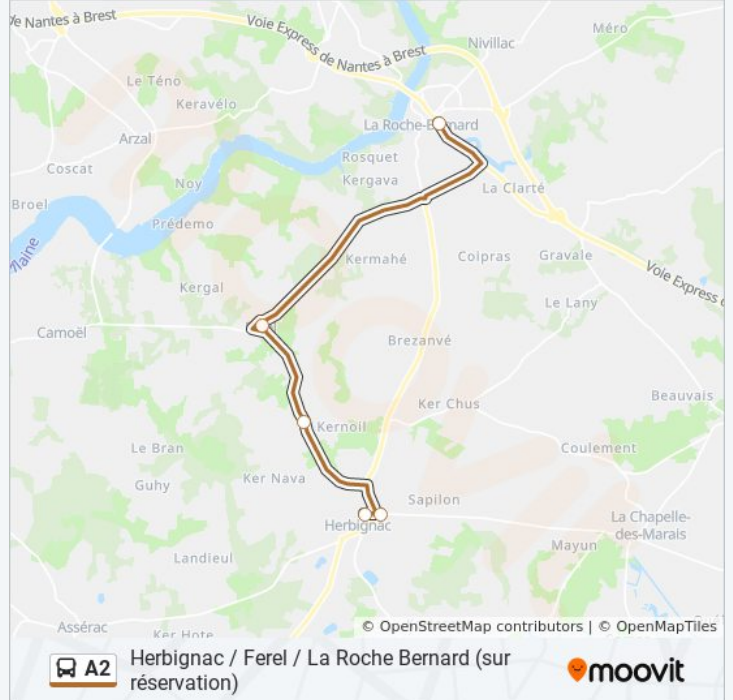 de Nantes à Brest
Voie Express de Nantes à Brest
Nivillac
Méro
Le Téno
Keravélo
La Roche-Bernard
Arzal
Rosquet
Coscat
Kergava
Noy
La Clarté
Broel
Prédemo
Vilaine
Kermahé
Coipras
Gravale
Kergal
Voie Express d
Le Lany
Camoël
Brezanvé
Beauvais
Ker Chus
Kernoil
Le Bran
Coulement
Ker Nava
Guhy
Sapilon
Herbignac
La Chapelle-
des-Marais
Mayun
Landieul
Assérac
Ker Hote
© OpenStreetMap contributors | © OpenMapTiles
A2
Herbignac / Ferel / La Roche Bernard (sur
réservation)
moovit